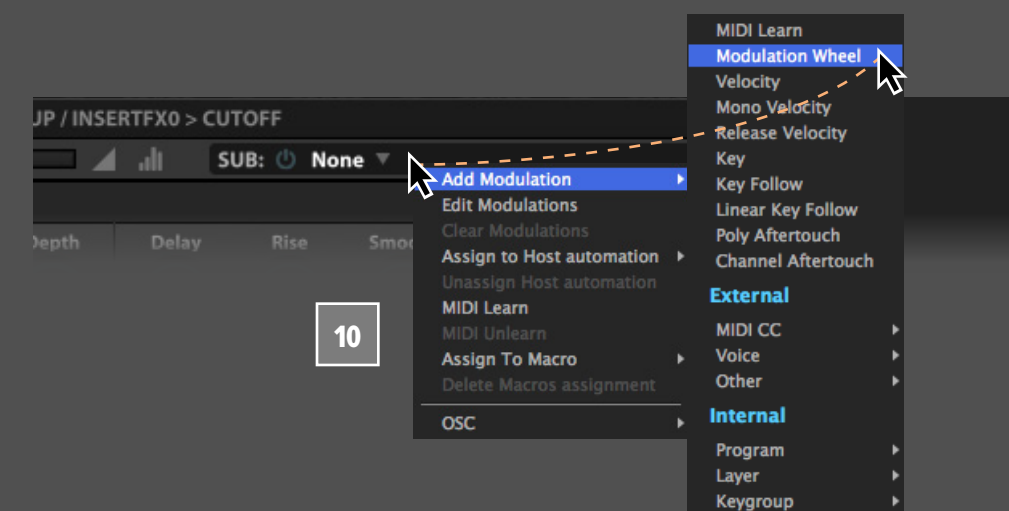 UP / INSERTFX0 > CUTOFF
SUB: None
Depth Delay Rise Smoo
10
Add Modulation
Edit Modulations
Clear Modulations
Assign to Host automation
Unassign Host automation
MIDI Learn
MIDI Unlearn
Assign To Macro
Delete Macros assignment
OSC
MIDI Learn
Modulation Wheel
Velocity
Mono Velocity
Release Velocity
Key
Key Follow
Linear Key Follow
Poly Aftertouch
Channel Aftertouch
External
MIDI CC
Voice
Other
Internal
Program
Layer
Keygroup